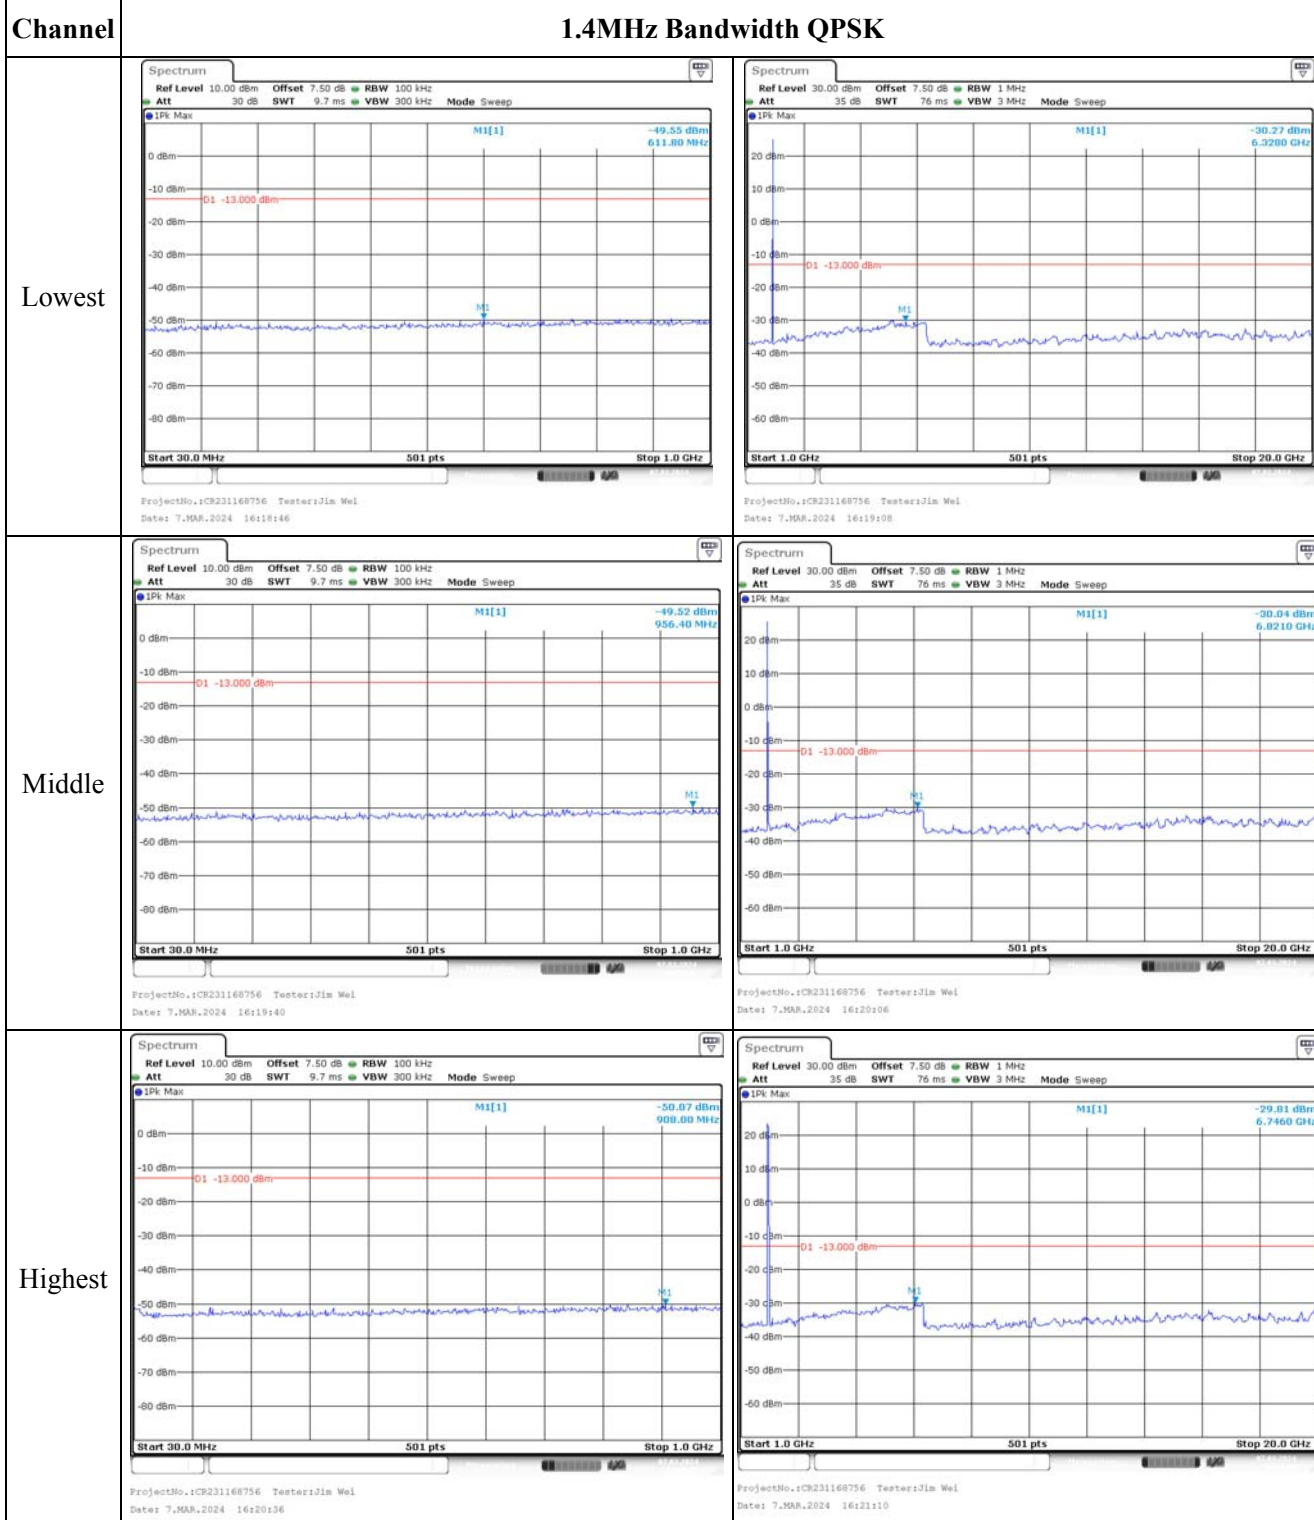 Channel 1.4MHz Bandwidth QPSK
Lowest
Spectrum
Ref Level 10.00 dBm Offset 7.50 dB RBW 100 kHz
Att 30 dB SWT 9.7 ms VBW 300 kHz Mode Sweep
1Pk Max
M1[1] -49.55 dBm
611.80 MHz
0 dBm
-10 dBm
D1 -13.000 dBm
-20 dBm
-30 dBm
-40 dBm
M1
-50 dBm
-60 dBm
-70 dBm
-80 dBm
Start 30.0 MHz 501 pts Stop 1.0 GHz
ProjectNo.:CR231168756 Tester:Jim Wei
Date: 7.MAR.2024 16:18:46
Spectrum
Ref Level 30.00 dBm Offset 7.50 dB RBW 1 MHz
Att 35 dB SWT 76 ms VBW 3 MHz Mode Sweep
1Pk Max
M1[1] -30.27 dBm
6.3280 GHz
20 dBm
10 dBm
0 dBm
-10 dBm
D1 -13.000 dBm
-20 dBm
M1
-30 dBm
-40 dBm
-50 dBm
-60 dBm
Start 1.0 GHz 501 pts Stop 20.0 GHz
ProjectNo.:CR231168756 Tester:Jim Wei
Date: 7.MAR.2024 16:19:08
Middle
Spectrum
Ref Level 10.00 dBm Offset 7.50 dB RBW 100 kHz
Att 30 dB SWT 9.7 ms VBW 300 kHz Mode Sweep
1Pk Max
M1[1] -49.52 dBm
956.40 MHz
0 dBm
-10 dBm
D1 -13.000 dBm
-20 dBm
-30 dBm
-40 dBm
M1
-50 dBm
-60 dBm
-70 dBm
-80 dBm
Start 30.0 MHz 501 pts Stop 1.0 GHz
ProjectNo.:CR231168756 Tester:Jim Wei
Date: 7.MAR.2024 16:19:40
Spectrum
Ref Level 30.00 dBm Offset 7.50 dB RBW 1 MHz
Att 35 dB SWT 76 ms VBW 3 MHz Mode Sweep
1Pk Max
M1[1] -30.04 dBm
6.8210 GHz
20 dBm
10 dBm
0 dBm
-10 dBm
D1 -13.000 dBm
-20 dBm
M1
-30 dBm
-40 dBm
-50 dBm
-60 dBm
Start 1.0 GHz 501 pts Stop 20.0 GHz
ProjectNo.:CR231168756 Tester:Jim Wei
Date: 7.MAR.2024 16:20:06
Highest
Spectrum
Ref Level 10.00 dBm Offset 7.50 dB RBW 100 kHz
Att 30 dB SWT 9.7 ms VBW 300 kHz Mode Sweep
1Pk Max
M1[1] -50.07 dBm
908.00 MHz
0 dBm
-10 dBm
D1 -13.000 dBm
-20 dBm
-30 dBm
-40 dBm
M1
-50 dBm
-60 dBm
-70 dBm
-80 dBm
Start 30.0 MHz 501 pts Stop 1.0 GHz
ProjectNo.:CR231168756 Tester:Jim Wei
Date: 7.MAR.2024 16:20:36
Spectrum
Ref Level 30.00 dBm Offset 7.50 dB RBW 1 MHz
Att 35 dB SWT 76 ms VBW 3 MHz Mode Sweep
1Pk Max
M1[1] -29.81 dBm
6.7460 GHz
20 dBm
10 dBm
0 dBm
-10 dBm
D1 -13.000 dBm
-20 dBm
M1
-30 dBm
-40 dBm
-50 dBm
-60 dBm
Start 1.0 GHz 501 pts Stop 20.0 GHz
ProjectNo.:CR231168756 Tester:Jim Wei
Date: 7.MAR.2024 16:21:10